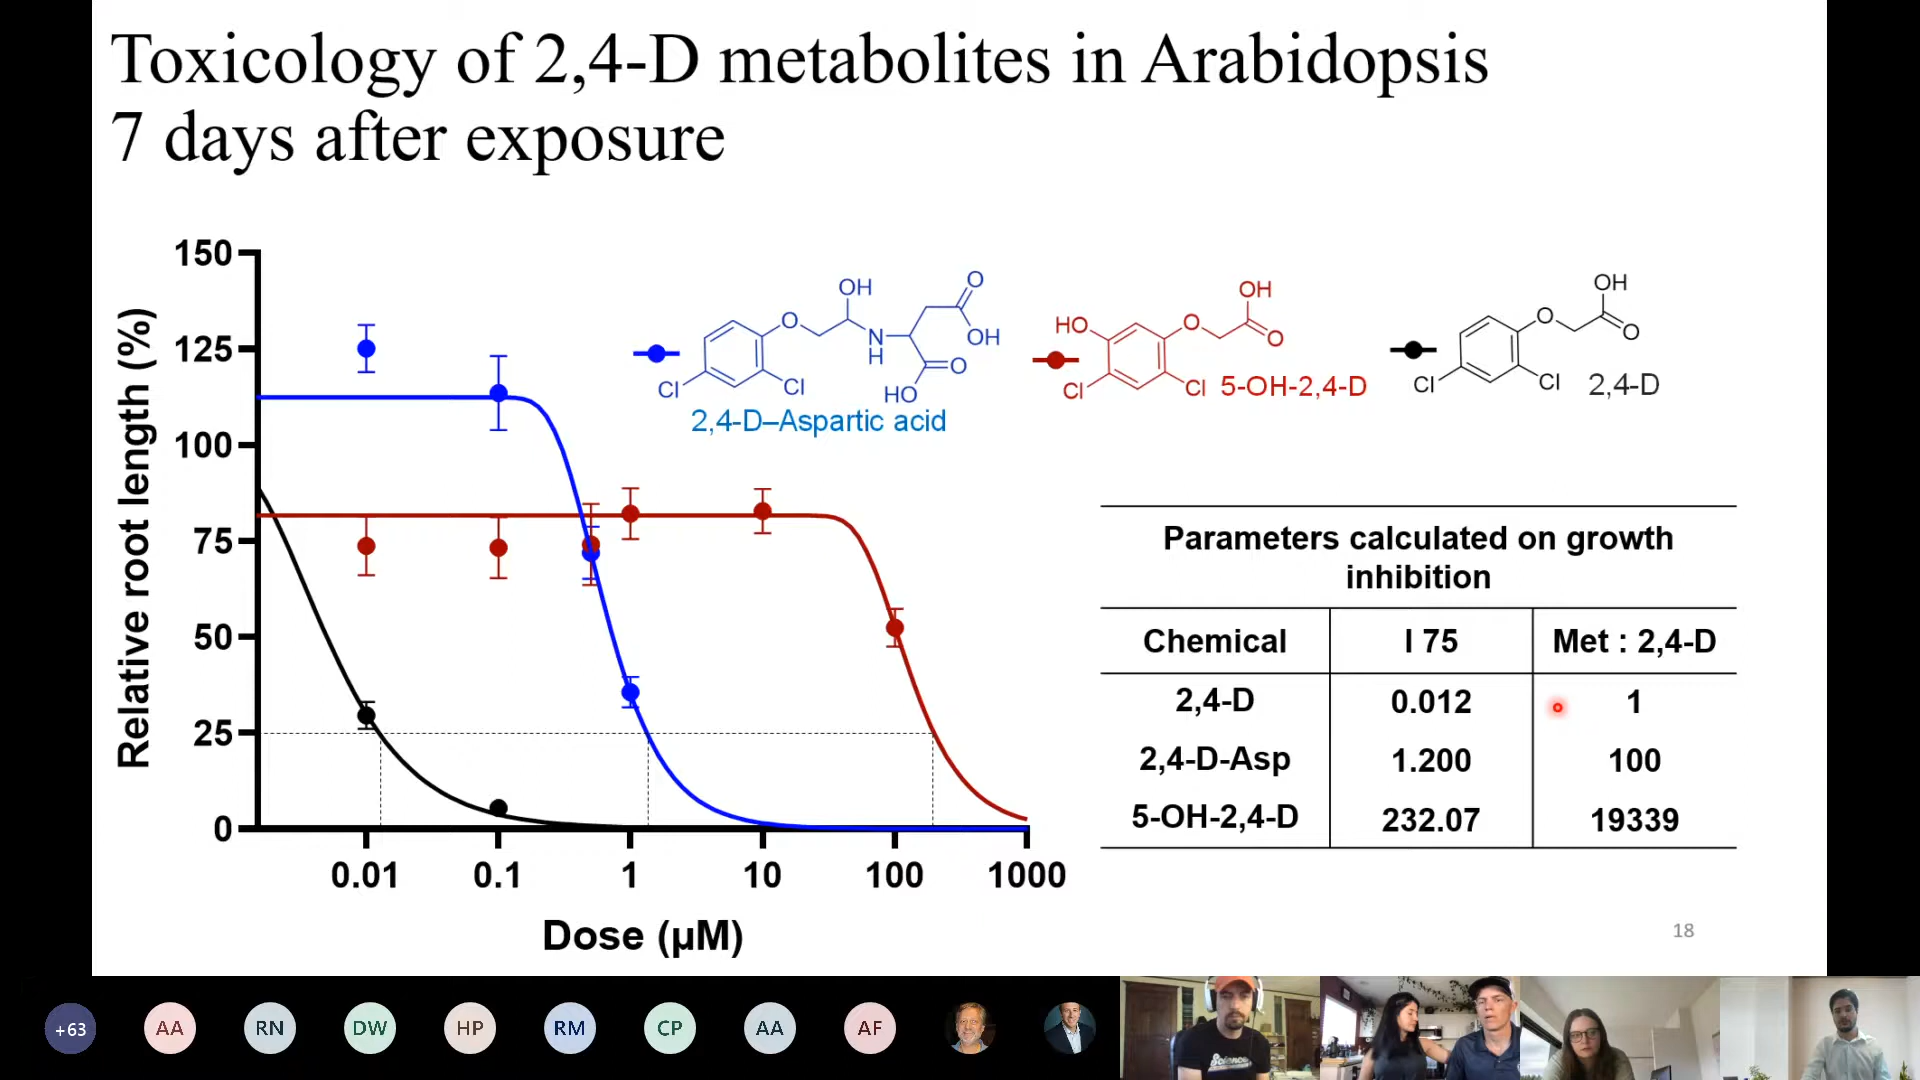 Toxicology of 2,4-D metabolites in Arabidopsis
7 days after exposure
150
125
100
75
50
25
0
Relative root length (%)
0.01
0.1
1
10
100
1000
Dose (µM)
OH
O
O
OH
N
H
O
HO
Cl
Cl
2,4-D–Aspartic acid
OH
HO
O
O
Cl
Cl
5-OH-2,4-D
OH
O
O
Cl
Cl
2,4-D
Parameters calculated on growth
inhibition
Chemical I 75 Met : 2,4-D
2,4-D 0.012 1
2,4-D-Asp 1.200 100
5-OH-2,4-D 232.07 19339
18
+63 AA RN DW HP RM CP AA AF
Science